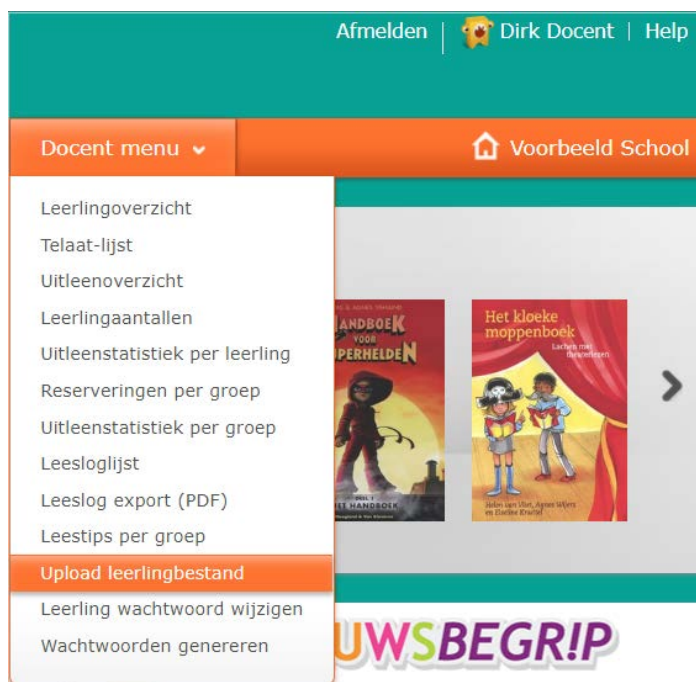 Afmelden | Dirk Docent | Help
Docent menu
Voorbeeld School
Leerlingoverzicht
Telaat-lijst
Uitleenoverzicht
Leerlingaantallen
Uitleenstatistiek per leerling
Reserveringen per groep
Uitleenstatistiek per groep
Leesloglijst
Leeslog export (PDF)
Leestips per groep
Upload leerlingbestand
Leerling wachtwoord wijzigen
Wachtwoorden genereren
HANDBOEK
VOOR
Het kloeke
moppenboek
Lachen met
UWSBEGR!P